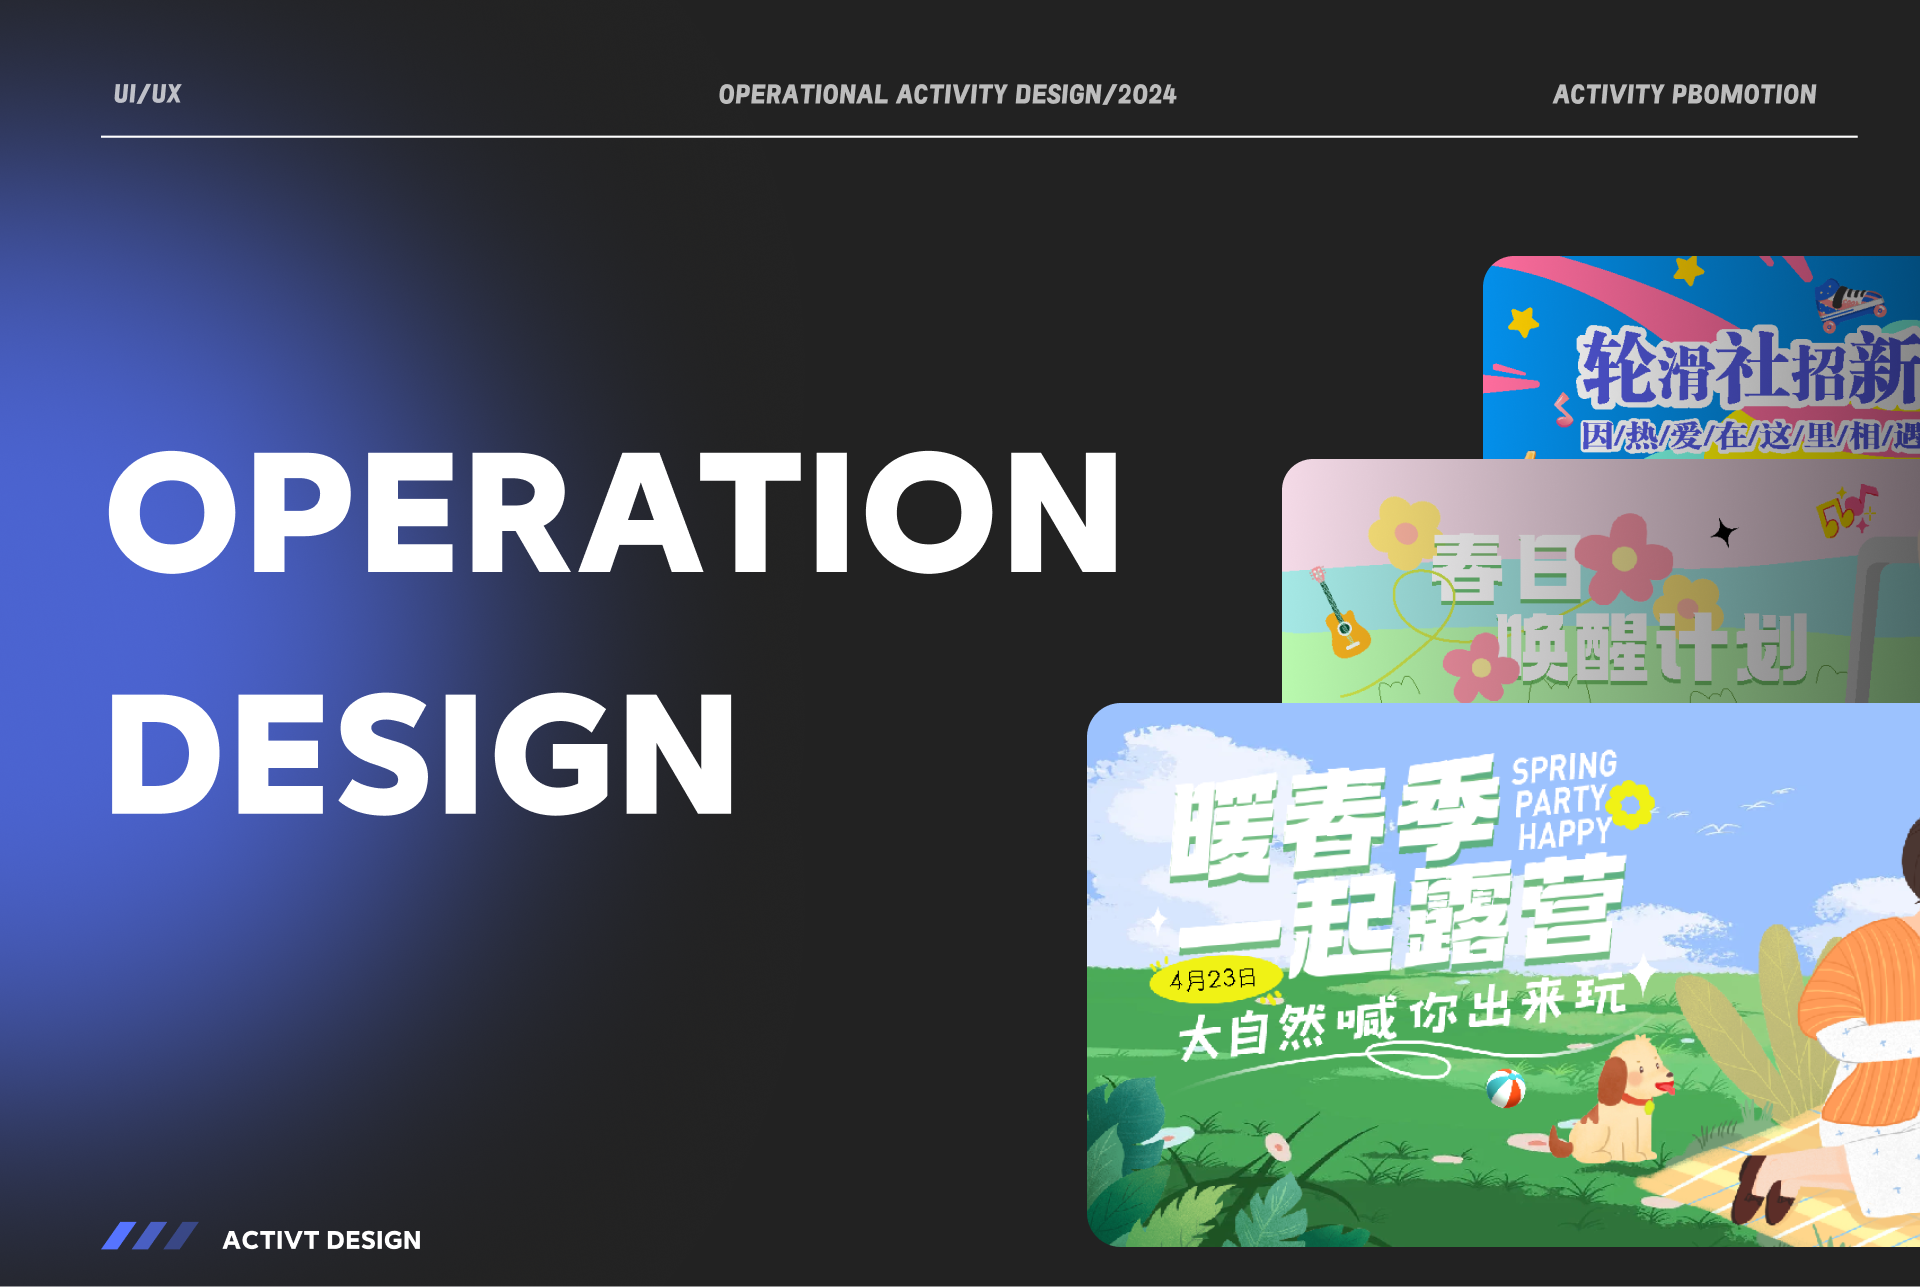 UI/UX
OPERATIONAL ACTIVITY DESIGN/2024
ACTIVITY PBOMOTION
OPERATION
DESIGN
轮滑社招新
因/热/爱/在/这/里/相/遇
春日
唤醒计划
暖春季
SPRING
PARTY
HAPPY
一起露营
4月23日
大自然喊你出来玩
ACTIVT DESIGN